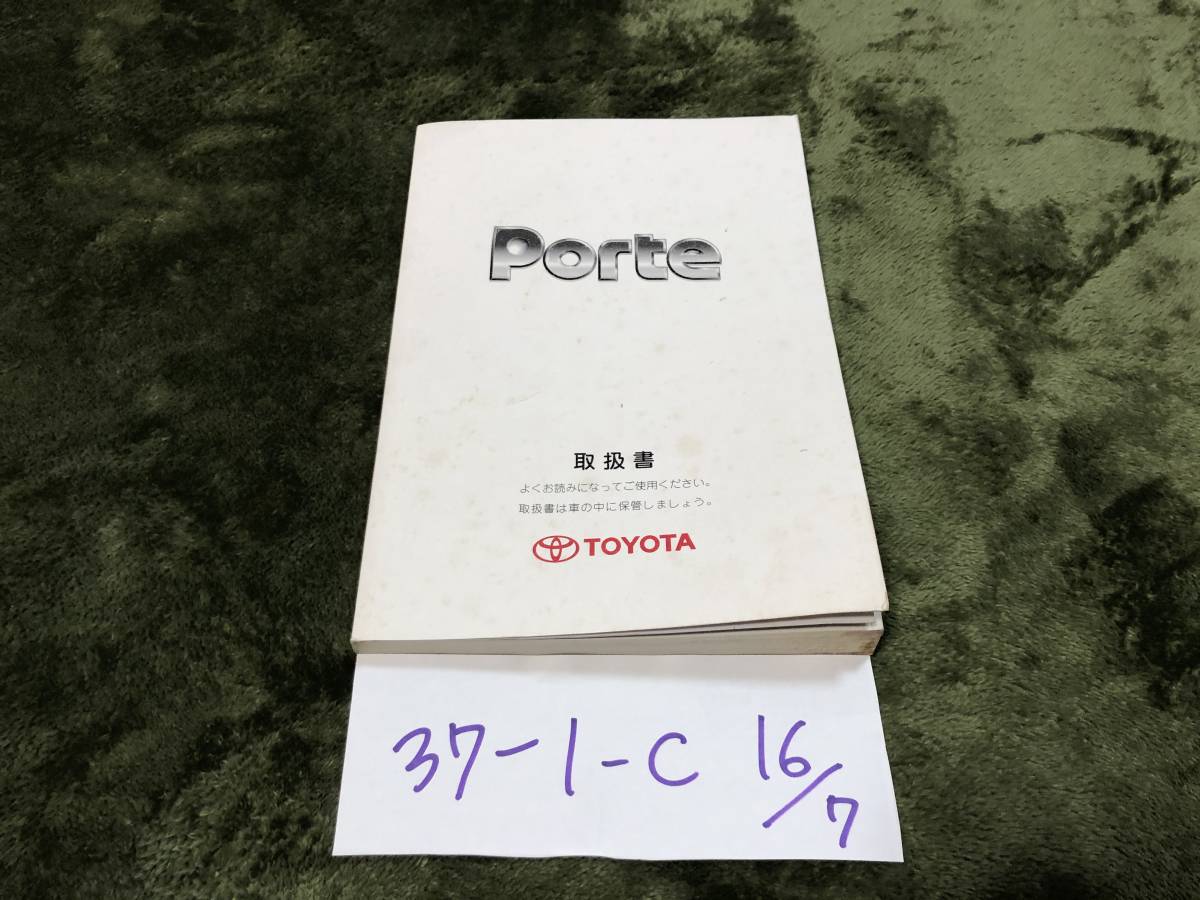 Porte
取扱書
よくお読みになってご使用ください。
取扱書は車の中に保管しましょう。
TOYOTA
37-1-C 16/7